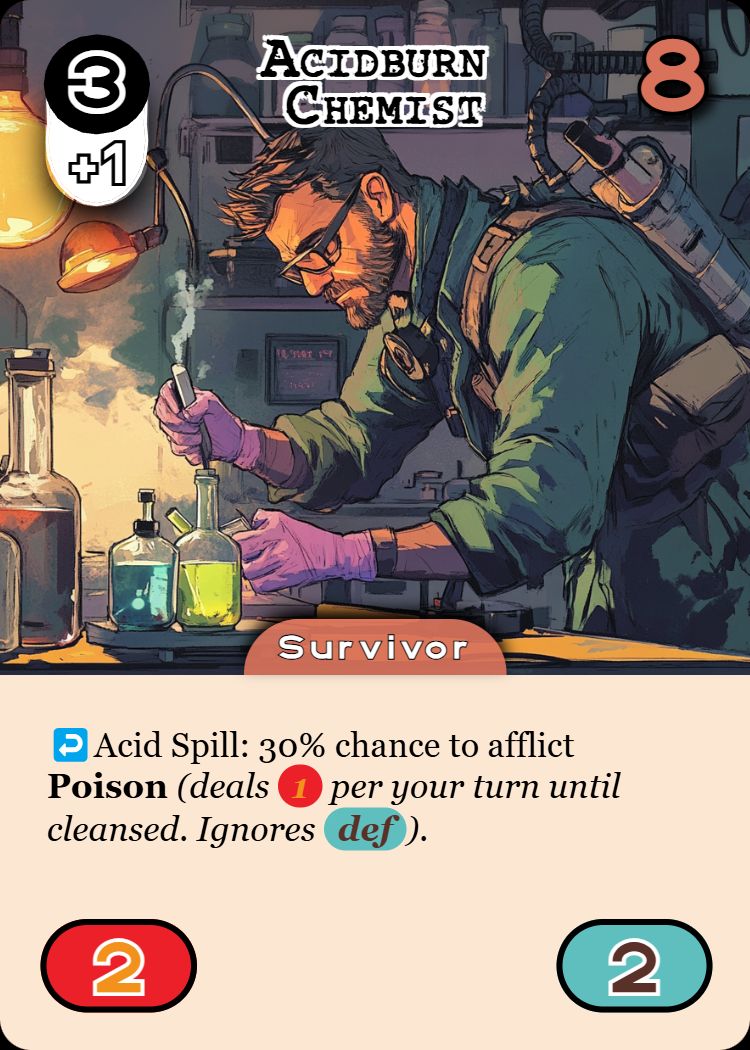 3
+1
Acidburn
Chemist
8
Survivor
↩ Acid Spill: 30% chance to afflict
Poison (deals 1 per your turn until
cleansed. Ignores def).
2
2